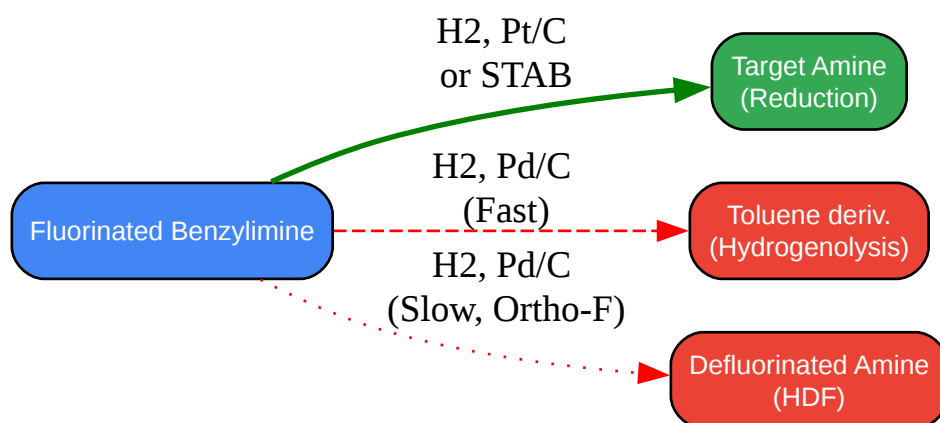 H2, Pt/C
or STAB
Target Amine
(Reduction)
Fluorinated Benzylimine
H2, Pd/C
(Fast)
Toluene deriv.
(Hydrogenolysis)
H2, Pd/C
(Slow, Ortho-F)
Defluorinated Amine
(HDF)